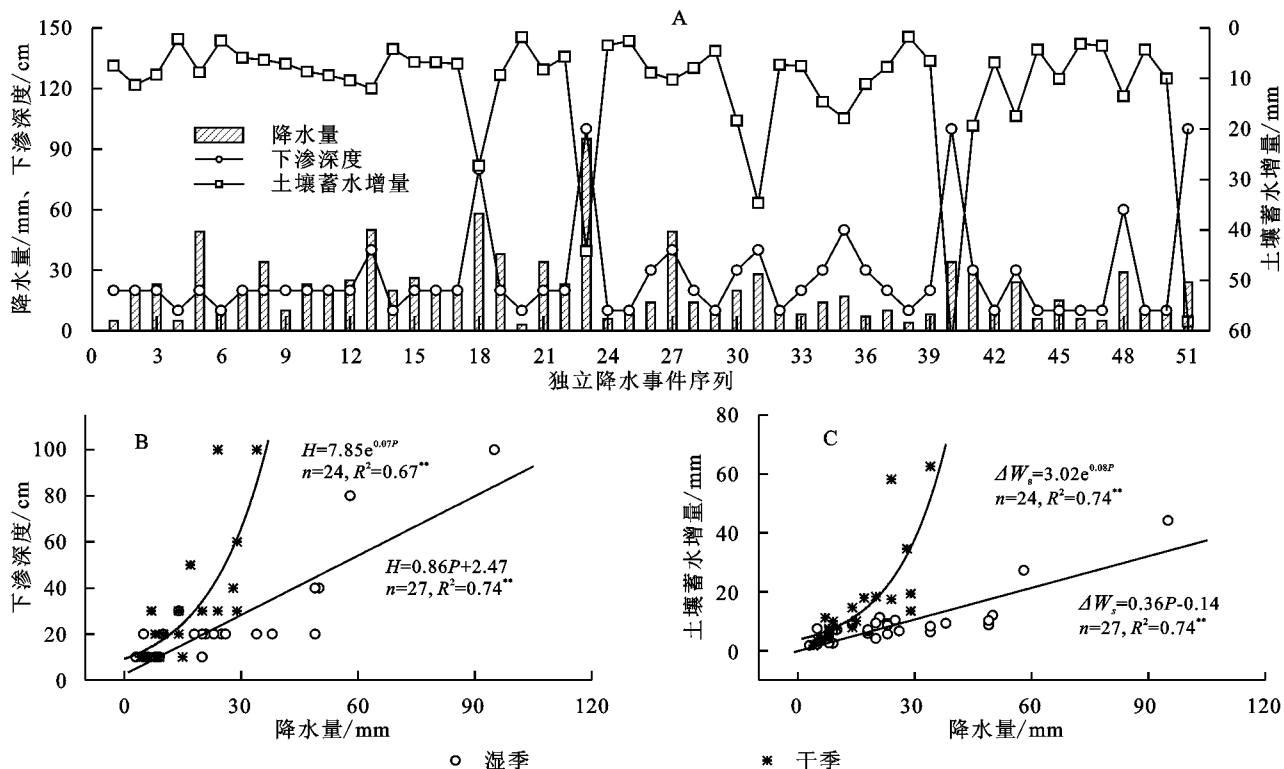 A
降水量/mm、下渗深度/cm
150
120
90
60
30
0
降水量
下渗深度
土壤蓄水增量
土壤蓄水增量/mm
0
10
20
30
40
50
60
0 3 6 9 12 15 18 21 24 27 30 33 36 39 42 45 48 51
独立降水事件序列
B
下渗深度/cm
100
80
60
40
20
0
H=7.85e^0.07P
n=24, R²=0.67**
H=0.86P+2.47
n=27, R²=0.74**
0 30 60 90 120
降水量/mm
C
土壤蓄水增量/mm
80
60
40
20
0
ΔWs=3.02e^0.08P
n=24, R²=0.74**
ΔWs=0.36P-0.14
n=27, R²=0.74**
0 30 60 90 120
降水量/mm
湿季
干季